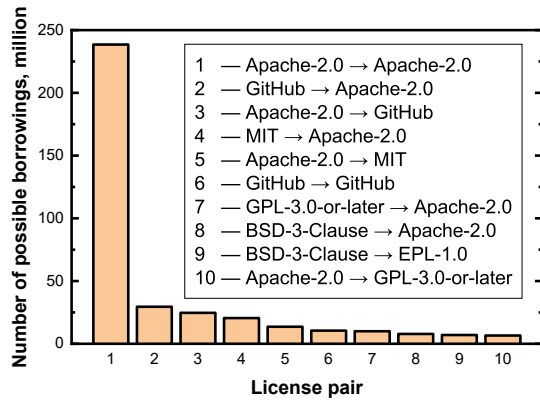 250
200
150
100
50
0
Number of possible borrowings, million
1 — Apache-2.0 → Apache-2.0
2 — GitHub → Apache-2.0
3 — Apache-2.0 → GitHub
4 — MIT → Apache-2.0
5 — Apache-2.0 → MIT
6 — GitHub → GitHub
7 — GPL-3.0-or-later → Apache-2.0
8 — BSD-3-Clause → Apache-2.0
9 — BSD-3-Clause → EPL-1.0
10 — Apache-2.0 → GPL-3.0-or-later
1 2 3 4 5 6 7 8 9 10
License pair